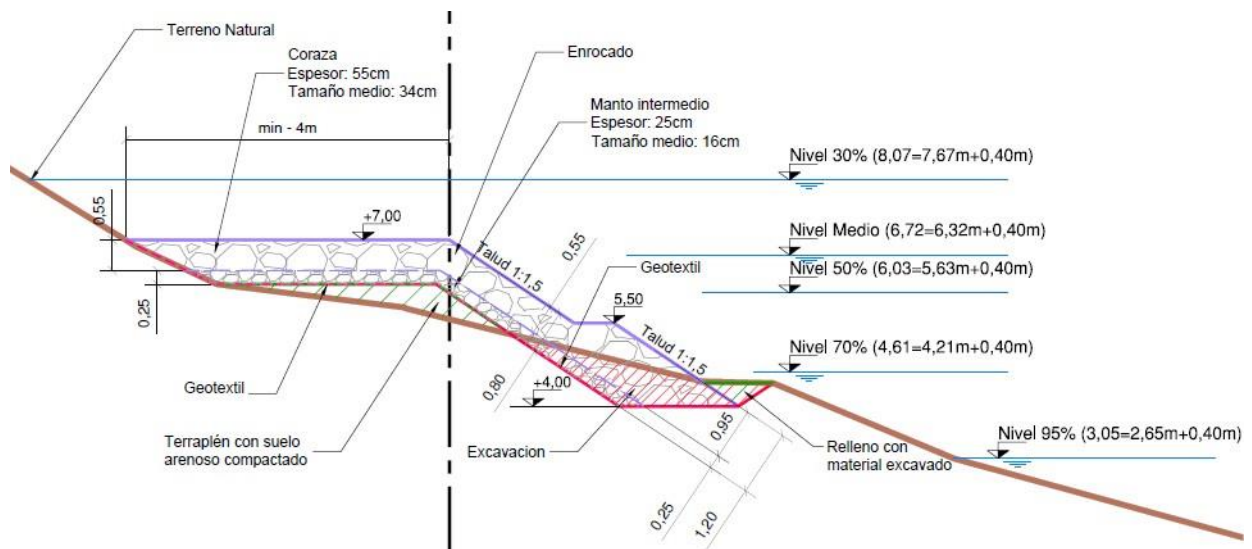 Terreno Natural
Coraza
Espesor: 55cm
Tamaño medio: 34cm
Enrocado
Manto intermedio
Espesor: 25cm
Tamaño medio: 16cm
min - 4m
Nivel 30% (8,07=7,67m+0,40m)
0,55
+7,00
Talud 1:1,5
0,55
Nivel Medio (6,72=6,32m+0,40m)
Geotextil
Nivel 50% (6,03=5,63m+0,40m)
0,25
5,50
Talud 1:1,5
Nivel 70% (4,61=4,21m+0,40m)
Geotextil
0,80
+4,00
0,95
Terraplén con suelo
arenoso compactado
Excavacion
Relleno con
material excavado
Nivel 95% (3,05=2,65m+0,40m)
0,25
1,20